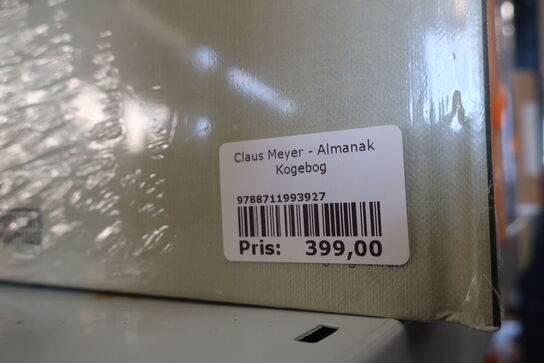 Claus Meyer - Almanak
Kogebog
9788711993927
Pris: 399,00